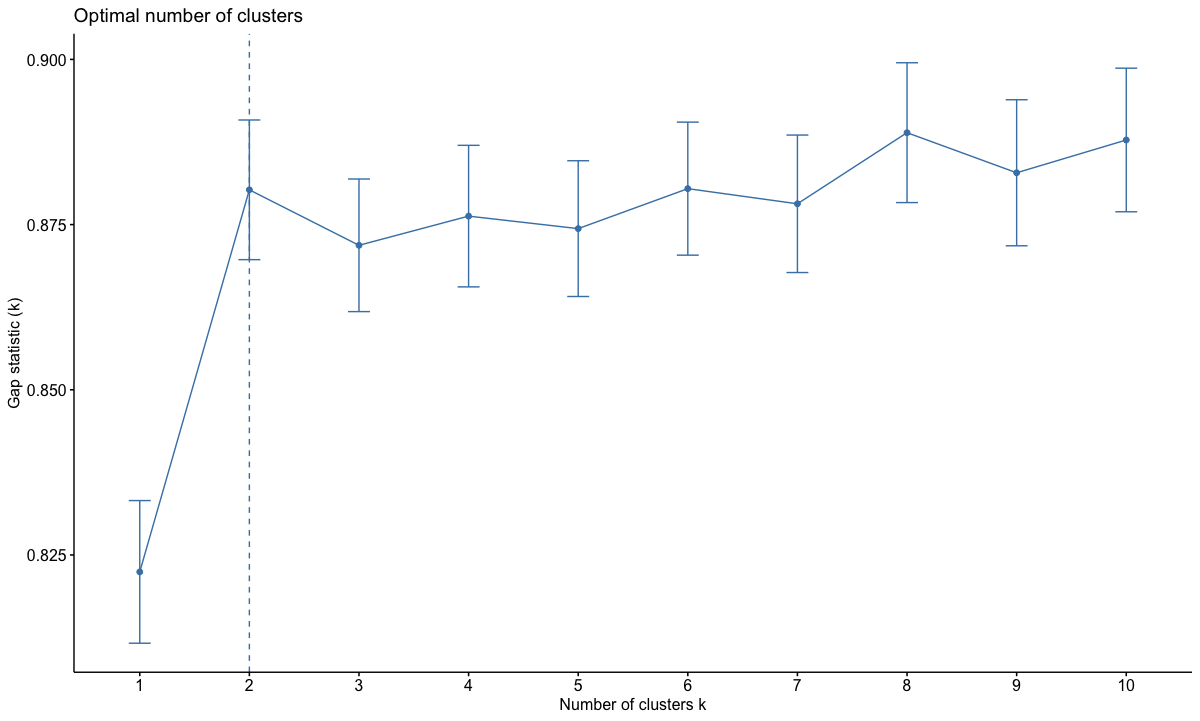 Optimal number of clusters
Gap statistic (k)
0.900
0.875
0.850
0.825
1 2 3 4 5 6 7 8 9 10
Number of clusters k